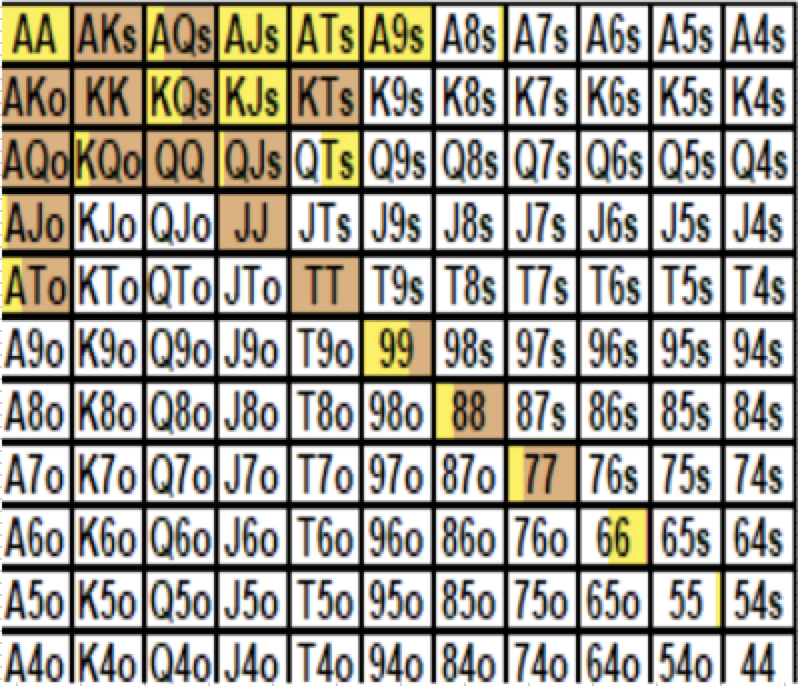 AA AKs AQs AJs ATs A9s A8s A7s A6s A5s A4s
AKo KK KQs KJs KTs K9s K8s K7s K6s K5s K4s
AQo KQo QQ QJs QTs Q9s Q8s Q7s Q6s Q5s Q4s
AJo KJo QJo JJ JTs J9s J8s J7s J6s J5s J4s
ATo KTo QTo JTo TT T9s T8s T7s T6s T5s T4s
A9o K9o Q9o J9o T9o 99 98s 97s 96s 95s 94s
A8o K8o Q8o J8o T8o 98o 88 87s 86s 85s 84s
A7o K7o Q7o J7o T7o 97o 87o 77 76s 75s 74s
A6o K6o Q6o J6o T6o 96o 86o 76o 66 65s 64s
A5o K5o Q5o J5o T5o 95o 85o 75o 65o 55 54s
A4o K4o Q4o J4o T4o 94o 84o 74o 64o 54o 44